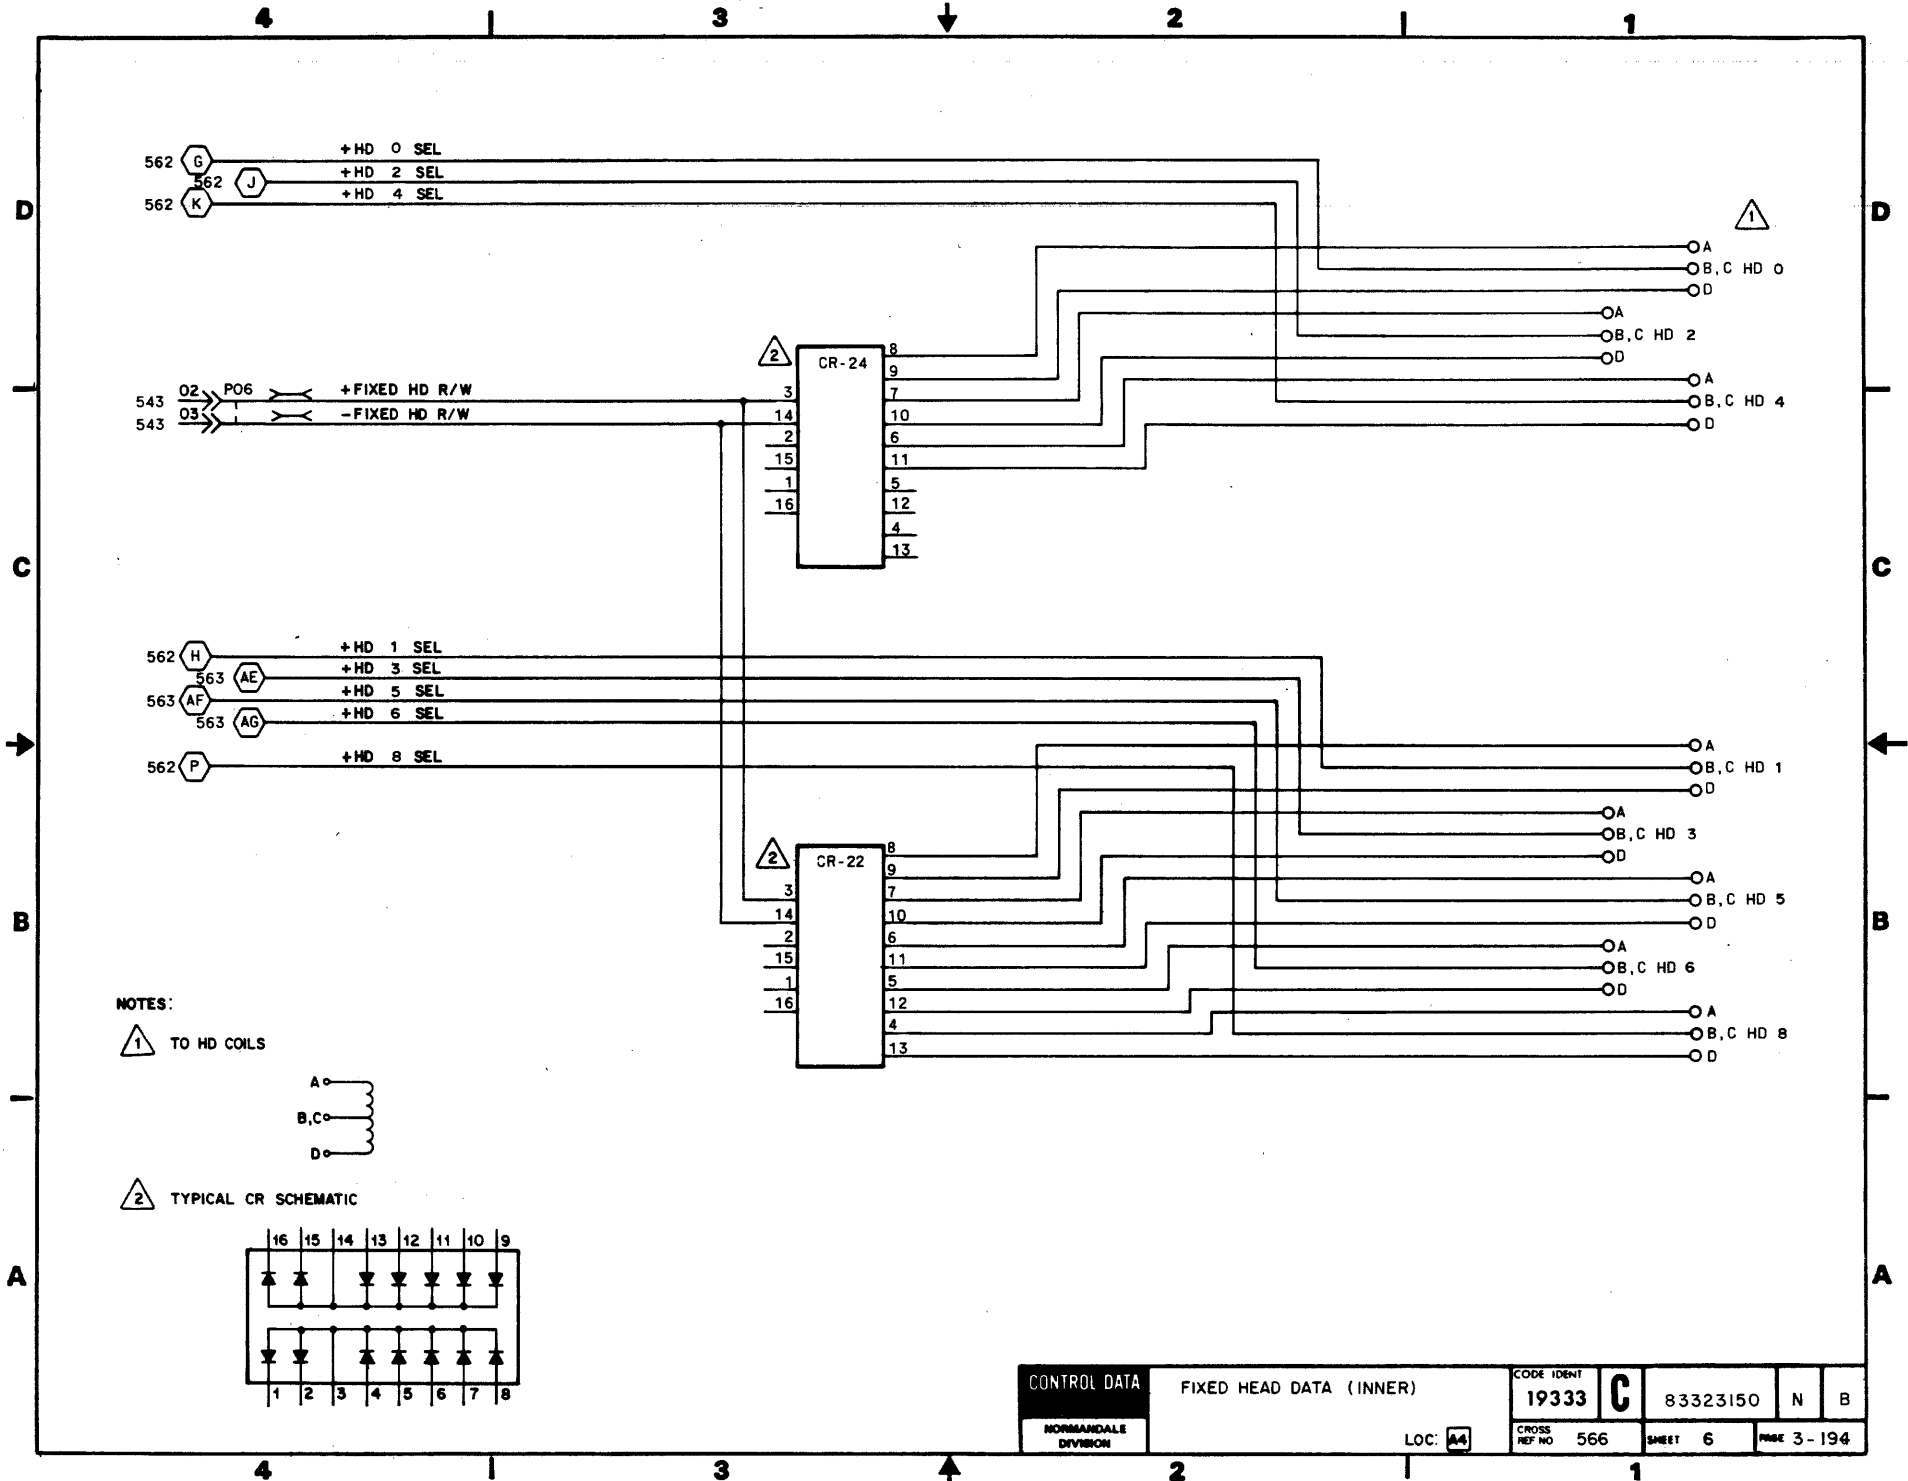 4 3 2 1
562 G +HD 0 SEL
562 J +HD 2 SEL
562 K +HD 4 SEL
D D
1
A
B,C HD 0
D
A
B,C HD 2
D
A
B,C HD 4
D
2 CR-24
8
9
3 7
14 10
2 6
15 11
1 5
16 12
4
13
543 02 P06 +FIXED HD R/W
543 03 -FIXED HD R/W
C C
562 H +HD 1 SEL
563 AE +HD 3 SEL
563 AF +HD 5 SEL
563 AG +HD 6 SEL
562 P +HD 8 SEL
A
B,C HD 1
D
A
B,C HD 3
D
A
B,C HD 5
D
A
B,C HD 6
D
A
B,C HD 8
D
2 CR-22
8
9
3 7
14 10
2 6
15 11
1 5
16 12
4
13
B B
NOTES:
1 TO HD COILS
A
B,C
D
2 TYPICAL CR SCHEMATIC
16 15 14 13 12 11 10 9
1 2 3 4 5 6 7 8
A A
CONTROL DATA
NORMANDALE
DIVISION
FIXED HEAD DATA (INNER)
LOC: A4
CODE IDENT
19333 C 83323150 N B
CROSS
REF NO 566 SHEET 6 PAGE 3-194
4 3 2 1